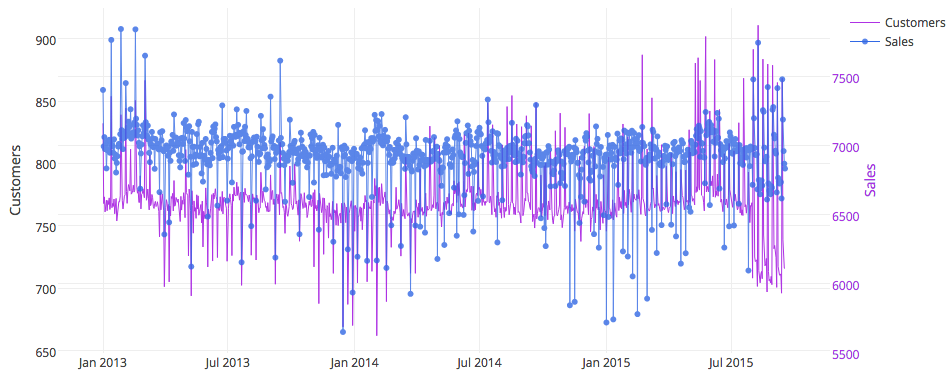 Customers
Sales
900
850
800
750
700
650
Customers
7500
7000
6500
6000
5500
Sales
Jan 2013
Jul 2013
Jan 2014
Jul 2014
Jan 2015
Jul 2015